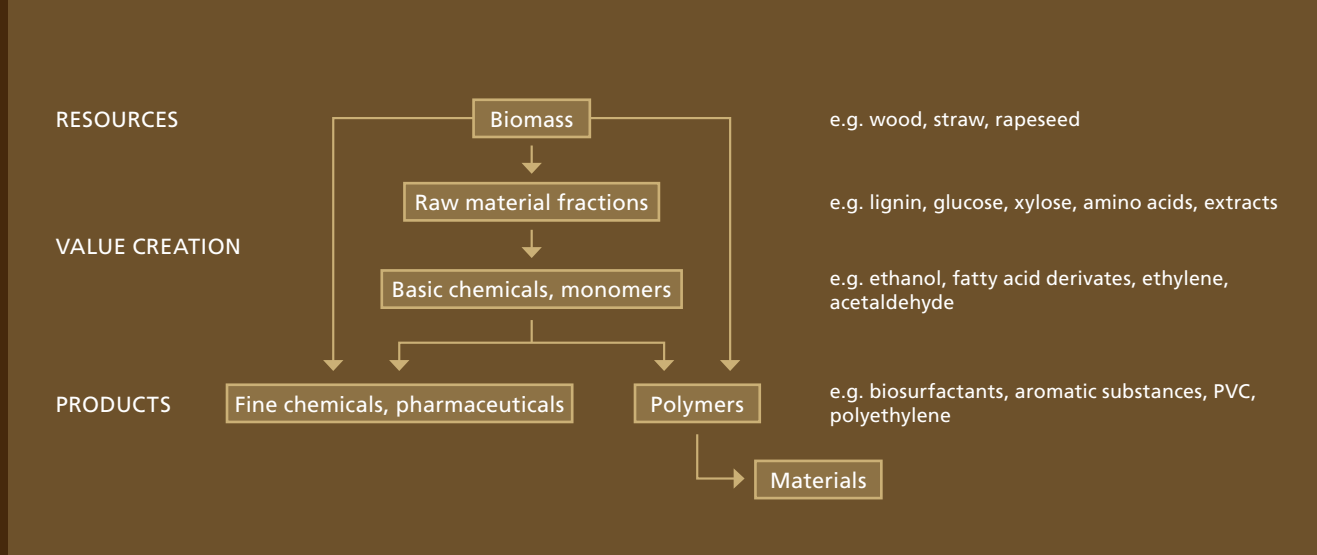 RESOURCES
Biomass
e.g. wood, straw, rapeseed
Raw material fractions
e.g. lignin, glucose, xylose, amino acids, extracts
VALUE CREATION
Basic chemicals, monomers
e.g. ethanol, fatty acid derivates, ethylene,
acetaldehyde
PRODUCTS
Fine chemicals, pharmaceuticals
Polymers
e.g. biosurfactants, aromatic substances, PVC,
polyethylene
Materials